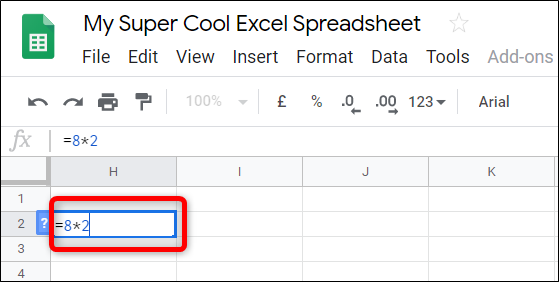 My Super Cool Excel Spreadsheet
File Edit View Insert Format Data Tools Add-ons
100% £ % .0 .00 123 Arial
fx =8*2
H I J K
1
2 ? =8*2
3
4